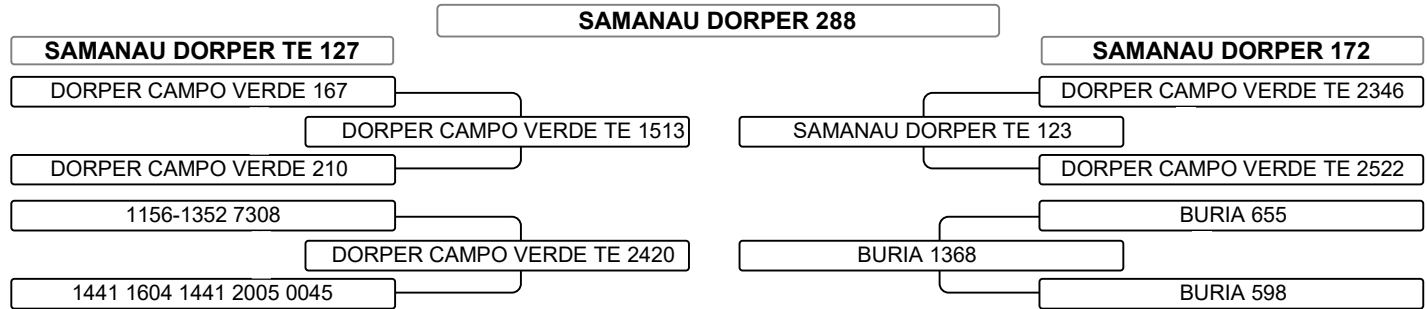 SAMANAU DORPER 288
SAMANAU DORPER TE 127
SAMANAU DORPER 172
DORPER CAMPO VERDE 167
DORPER CAMPO VERDE TE 2346
DORPER CAMPO VERDE TE 1513
SAMANAU DORPER TE 123
DORPER CAMPO VERDE 210
DORPER CAMPO VERDE TE 2522
1156-1352 7308
BURIA 655
DORPER CAMPO VERDE TE 2420
BURIA 1368
1441 1604 1441 2005 0045
BURIA 598